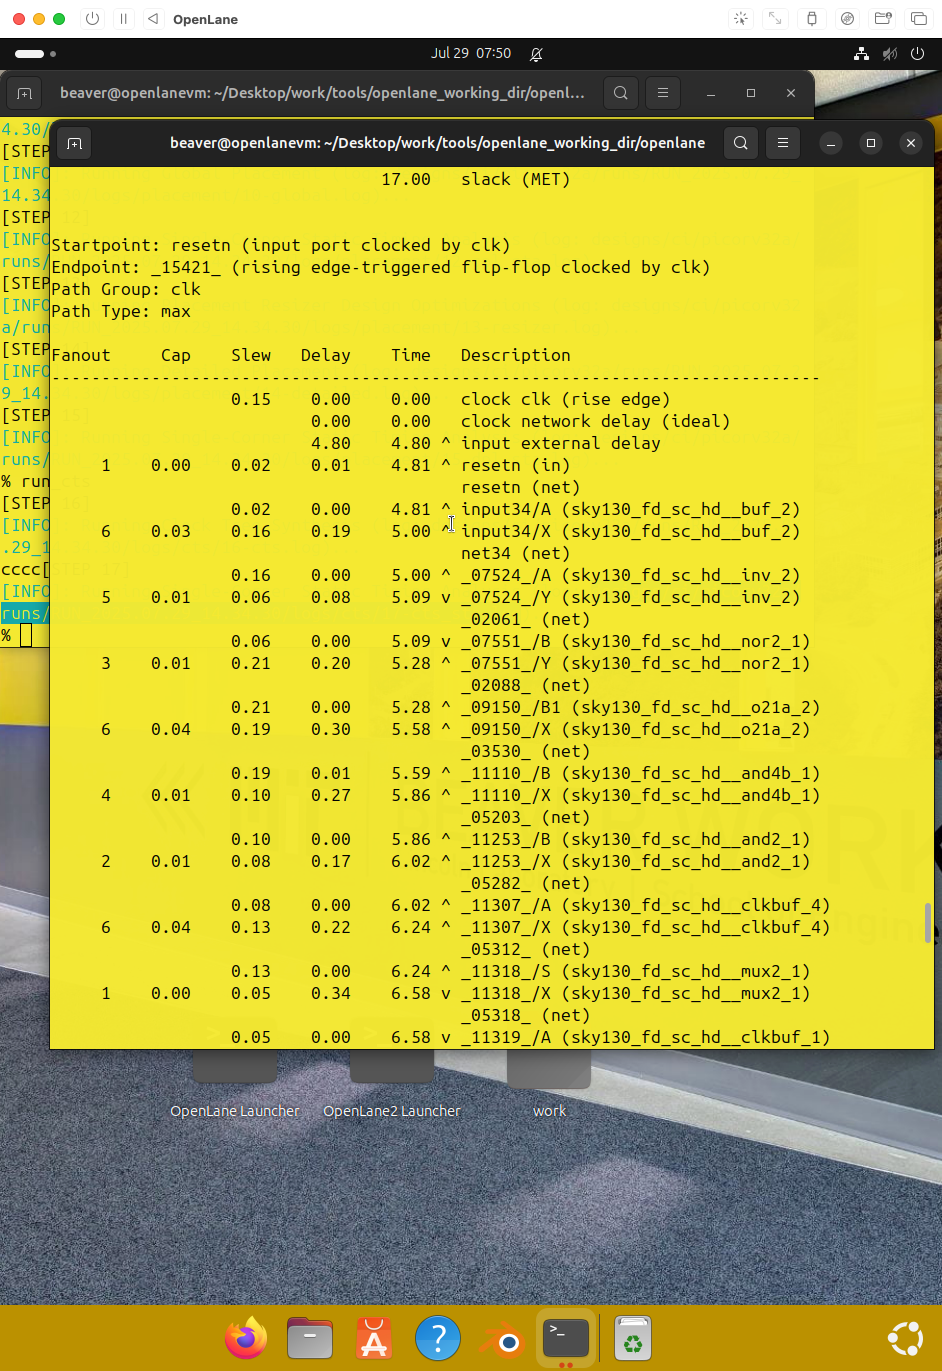 OpenLane
Jul 29 07:50
beaver@openlanevm: ~/Desktop/work/tools/openlane_working_dir/openl...
4.30/
[STEP
[INFO
14.34
[STEP 12]
[INFO
runs/
[STEP
[INFO
a/run
[STEP
[INFO
9_14.
[STEP 15]
[INFO
runs/
% run_cts
[STEP 16]
[INFO
.29_1
cccc[STEP 17]
[INFO
runs/
%
beaver@openlanevm: ~/Desktop/work/tools/openlane_working_dir/openlane
17.00 slack (MET)
Startpoint: resetn (input port clocked by clk)
Endpoint: _15421_ (rising edge-triggered flip-flop clocked by clk)
Path Group: clk
Path Type: max
Fanout Cap Slew Delay Time Description
-----------------------------------------------------------------------------
0.15 0.00 0.00 clock clk (rise edge)
0.00 0.00 clock network delay (ideal)
4.80 4.80 ^ input external delay
1 0.00 0.02 0.01 4.81 ^ resetn (in)
resetn (net)
0.02 0.00 4.81 ^ input34/A (sky130_fd_sc_hd__buf_2)
6 0.03 0.16 0.19 5.00 ^ input34/X (sky130_fd_sc_hd__buf_2)
net34 (net)
0.16 0.00 5.00 ^ _07524_/A (sky130_fd_sc_hd__inv_2)
5 0.01 0.06 0.08 5.09 v _07524_/Y (sky130_fd_sc_hd__inv_2)
_02061_ (net)
0.06 0.00 5.09 v _07551_/B (sky130_fd_sc_hd__nor2_1)
3 0.01 0.21 0.20 5.28 ^ _07551_/Y (sky130_fd_sc_hd__nor2_1)
_02088_ (net)
0.21 0.00 5.28 ^ _09150_/B1 (sky130_fd_sc_hd__o21a_2)
6 0.04 0.19 0.30 5.58 ^ _09150_/X (sky130_fd_sc_hd__o21a_2)
_03530_ (net)
0.19 0.01 5.59 ^ _11110_/B (sky130_fd_sc_hd__and4b_1)
4 0.01 0.10 0.27 5.86 ^ _11110_/X (sky130_fd_sc_hd__and4b_1)
_05203_ (net)
0.10 0.00 5.86 ^ _11253_/B (sky130_fd_sc_hd__and2_1)
2 0.01 0.08 0.17 6.02 ^ _11253_/X (sky130_fd_sc_hd__and2_1)
_05282_ (net)
0.08 0.00 6.02 ^ _11307_/A (sky130_fd_sc_hd__clkbuf_4)
6 0.04 0.13 0.22 6.24 ^ _11307_/X (sky130_fd_sc_hd__clkbuf_4)
_05312_ (net)
0.13 0.00 6.24 ^ _11318_/S (sky130_fd_sc_hd__mux2_1)
1 0.00 0.05 0.34 6.58 v _11318_/X (sky130_fd_sc_hd__mux2_1)
_05318_ (net)
0.05 0.00 6.58 v _11319_/A (sky130_fd_sc_hd__clkbuf_1)
OpenLane Launcher
OpenLane2 Launcher
work